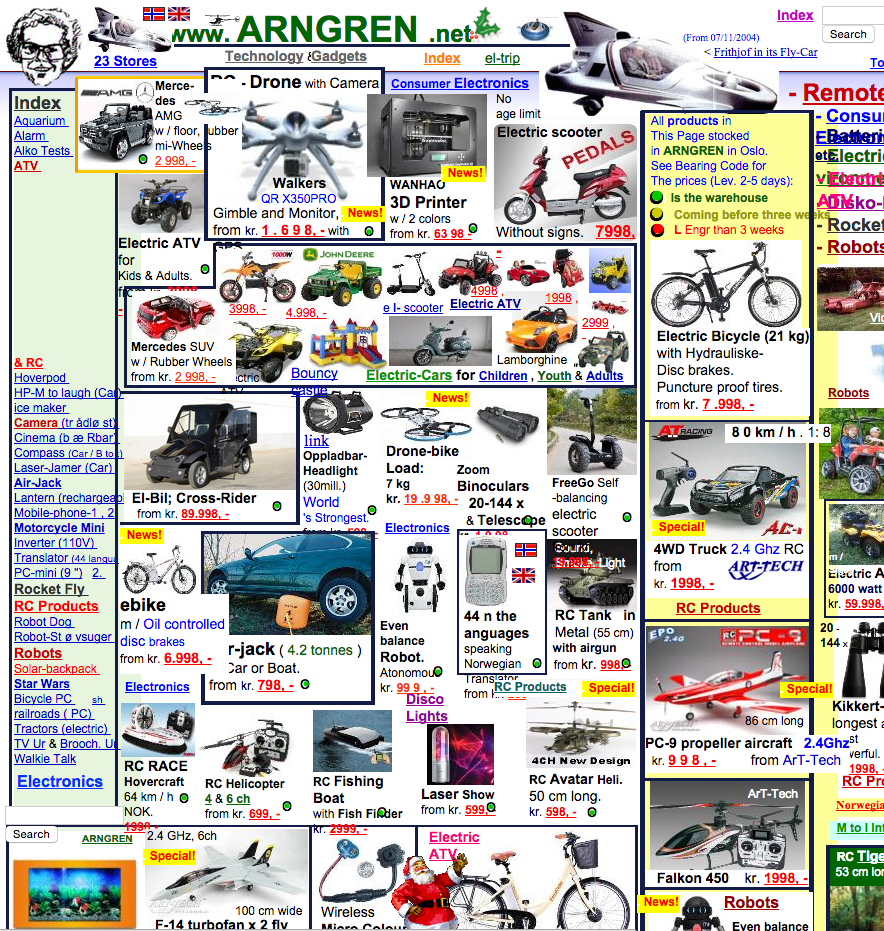 www. ARNGREN .net
Index
Search
(From 07/11/2004)
< Frithjof in its Fly-Car
23 Stores
Technology &Gadgets
Index
el-trip
- Remote
Index
Aquarium
Alarm
Alko Tests
ATV
& RC
Hoverpod
HP-M to laugh (Car)
ice maker
Camera (tr ådlø st)
Cinema (b æ Rbar)
Compass (Car / B to
Laser-Jamer (Car)
Air-Jack
Lantern (rechargeab
Mobile-phone-1 , 2
Motorcycle Mini
Inverter (110V)
Translator (44 langua
PC-mini (9 ") 2.
Rocket Fly
RC Products
Robot Dog
Robot-St ø vsuger
Robots
Solar-backpack
Star Wars
Bicycle PC sh
railroads ( PC)
Tractors (electric)
TV Ur & Brooch. Ur
Walkie Talk
Electronics
Search
ARNGREN
AMG
Merce-
des
AMG
w / floor, ubber
mi-Wheels
2 998, -
- Drone with Camera
Walkers
QR X350PRO
Gimble and Monitor,
News!
from kr. 1 . 6 9 8, - with
Consumer Electronics
No
age limit
News!
WANHAO
3D Printer
w / 2 colors
from kr. 63 98 -
Electric scooter
PEDALS
Without signs. 7998,
All products in
This Page stocked
in ARNGREN in Oslo.
See Bearing Code for
The prices (Lev. 2-5 days):
Is the warehouse
Coming before three weeks
L Engr than 3 weeks
- Consu
- Electric
- Rocket
- Robots
Electric ATV
for
Kids & Adults.
1000W
3998, -
JOHN DEERE
4.998, -
e l- scooter
4998 ,
Electric ATV
1998 ,
2999 ,
Mercedes SUV
w / Rubber Wheels
from kr. 2 998, -
Bouncy
castle
Lamborghine
Electric-Cars for Children , Youth & Adults
Electric Bicycle (21 kg)
with Hydrauliske-
Disc brakes.
Puncture proof tires.
from kr. 7 .998, -
El-Bil; Cross-Rider
from kr. 89.998, -
link
Oppladbar-
Headlight
(30mill.)
World
's Strongest.
News!
Drone-bike
Load:
7 kg
kr. 19 .9 98, -
Electronics
Zoom
Binoculars
20-144 x
& Telescope
FreeGo Self
-balancing
electric
scooter
AT RACING
8 0 km / h . 1: 8
Special!
4WD Truck 2.4 Ghz RC
from
kr. 1998, -
ART-TECH
RC Products
Robots
Electric A
6000 watt
59.998,
News!
ebike
m / Oil controlled
disc brakes
from kr. 6.998, -
Electronics
r-jack ( 4.2 tonnes )
Car or Boat.
from kr. 798, -
Even
balance
Robot.
Atonomous
kr. 99 9 , -
44 n the
anguages
speaking
Norwegian
Translator
Sound,
Smoke, Light
RC Tank in
Metal (55 cm)
with airgun
from kr. 998,
RC Products
Special!
EPO
2.4G
RC PC-9
Special!
86 cm long
PC-9 propeller aircraft 2.4Ghz
kr. 9 9 8 , - from ArT-Tech
20 -
144 x
Kikkert-
longest a
verful.
1998, -
RC Pro
Norwegia
M to I Inf
RC Tige
53 cm long
RC RACE
Hovercraft
64 km / h
NOK.
1998 -
RC Helicopter
4 & 6 ch
from kr. 699, -
RC Fishing
Boat
with Fish Finder
kr. 2999, -
Disco
Lights
Laser Show
from kr. 599,
4CH New Design
RC Avatar Heli.
50 cm long.
kr. 598, -
ArT-Tech
Falkon 450 kr. 1998, -
2.4 GHz, 6ch
Special!
100 cm wide
F-14 turbofan x 2 fly
Wireless
Micro Colour
Electric
ATV
News!
Robots
Even balance